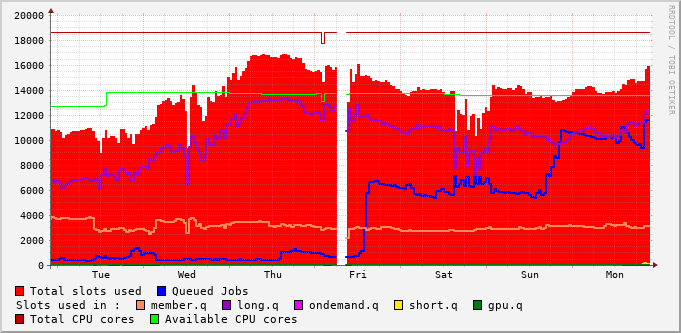 20000
18000
16000
14000
12000
10000
8000
6000
4000
2000
0
Tue Wed Thu Fri Sat Sun Mon
RRDTOOL / TOBI OETIKER
Total slots used Queued Jobs
Slots used in : member.q long.q ondemand.q short.q gpu.q
Total CPU cores Available CPU cores